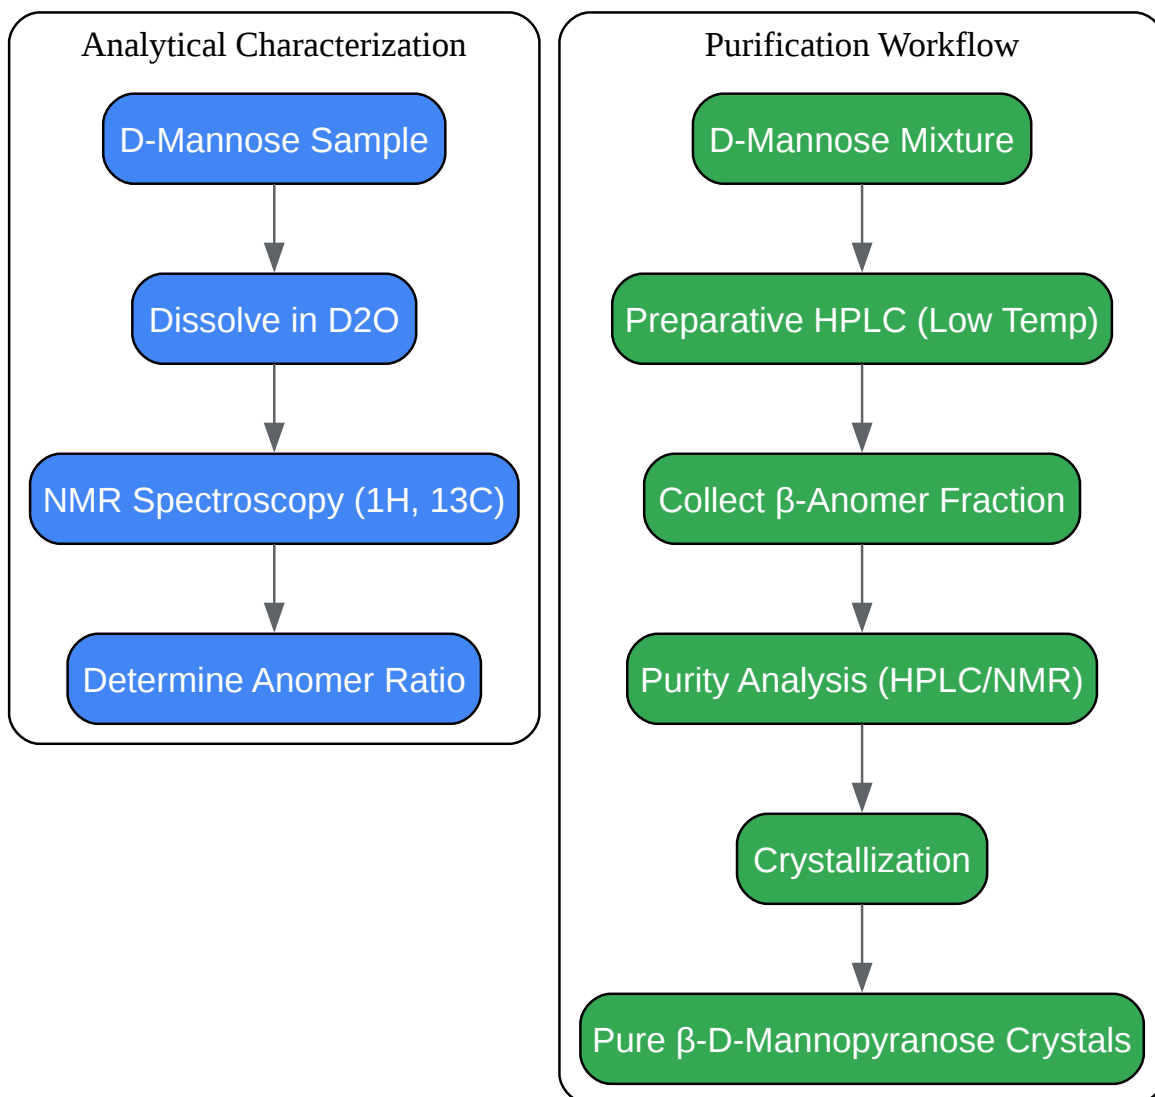 Analytical Characterization
D-Mannose Sample
Dissolve in D2O
NMR Spectroscopy (1H, 13C)
Determine Anomer Ratio
Purification Workflow
D-Mannose Mixture
Preparative HPLC (Low Temp)
Collect β-Anomer Fraction
Purity Analysis (HPLC/NMR)
Crystallization
Pure β-D-Mannopyranose Crystals